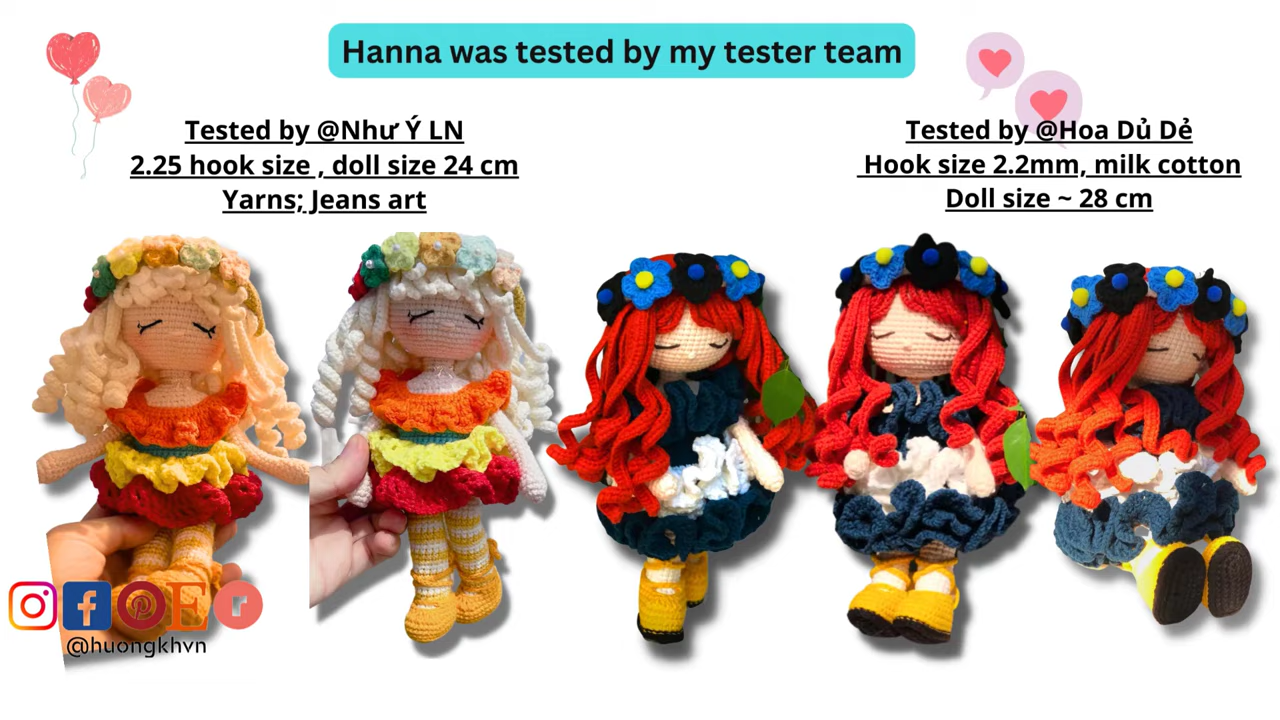 Hanna was tested by my tester team
Tested by @Như Ý LN
2.25 hook size , doll size 24 cm
Yarns; Jeans art
Tested by @Hoa Dủ Dẻ
Hook size 2.2mm, milk cotton
Doll size ~ 28 cm
@huongkhvn